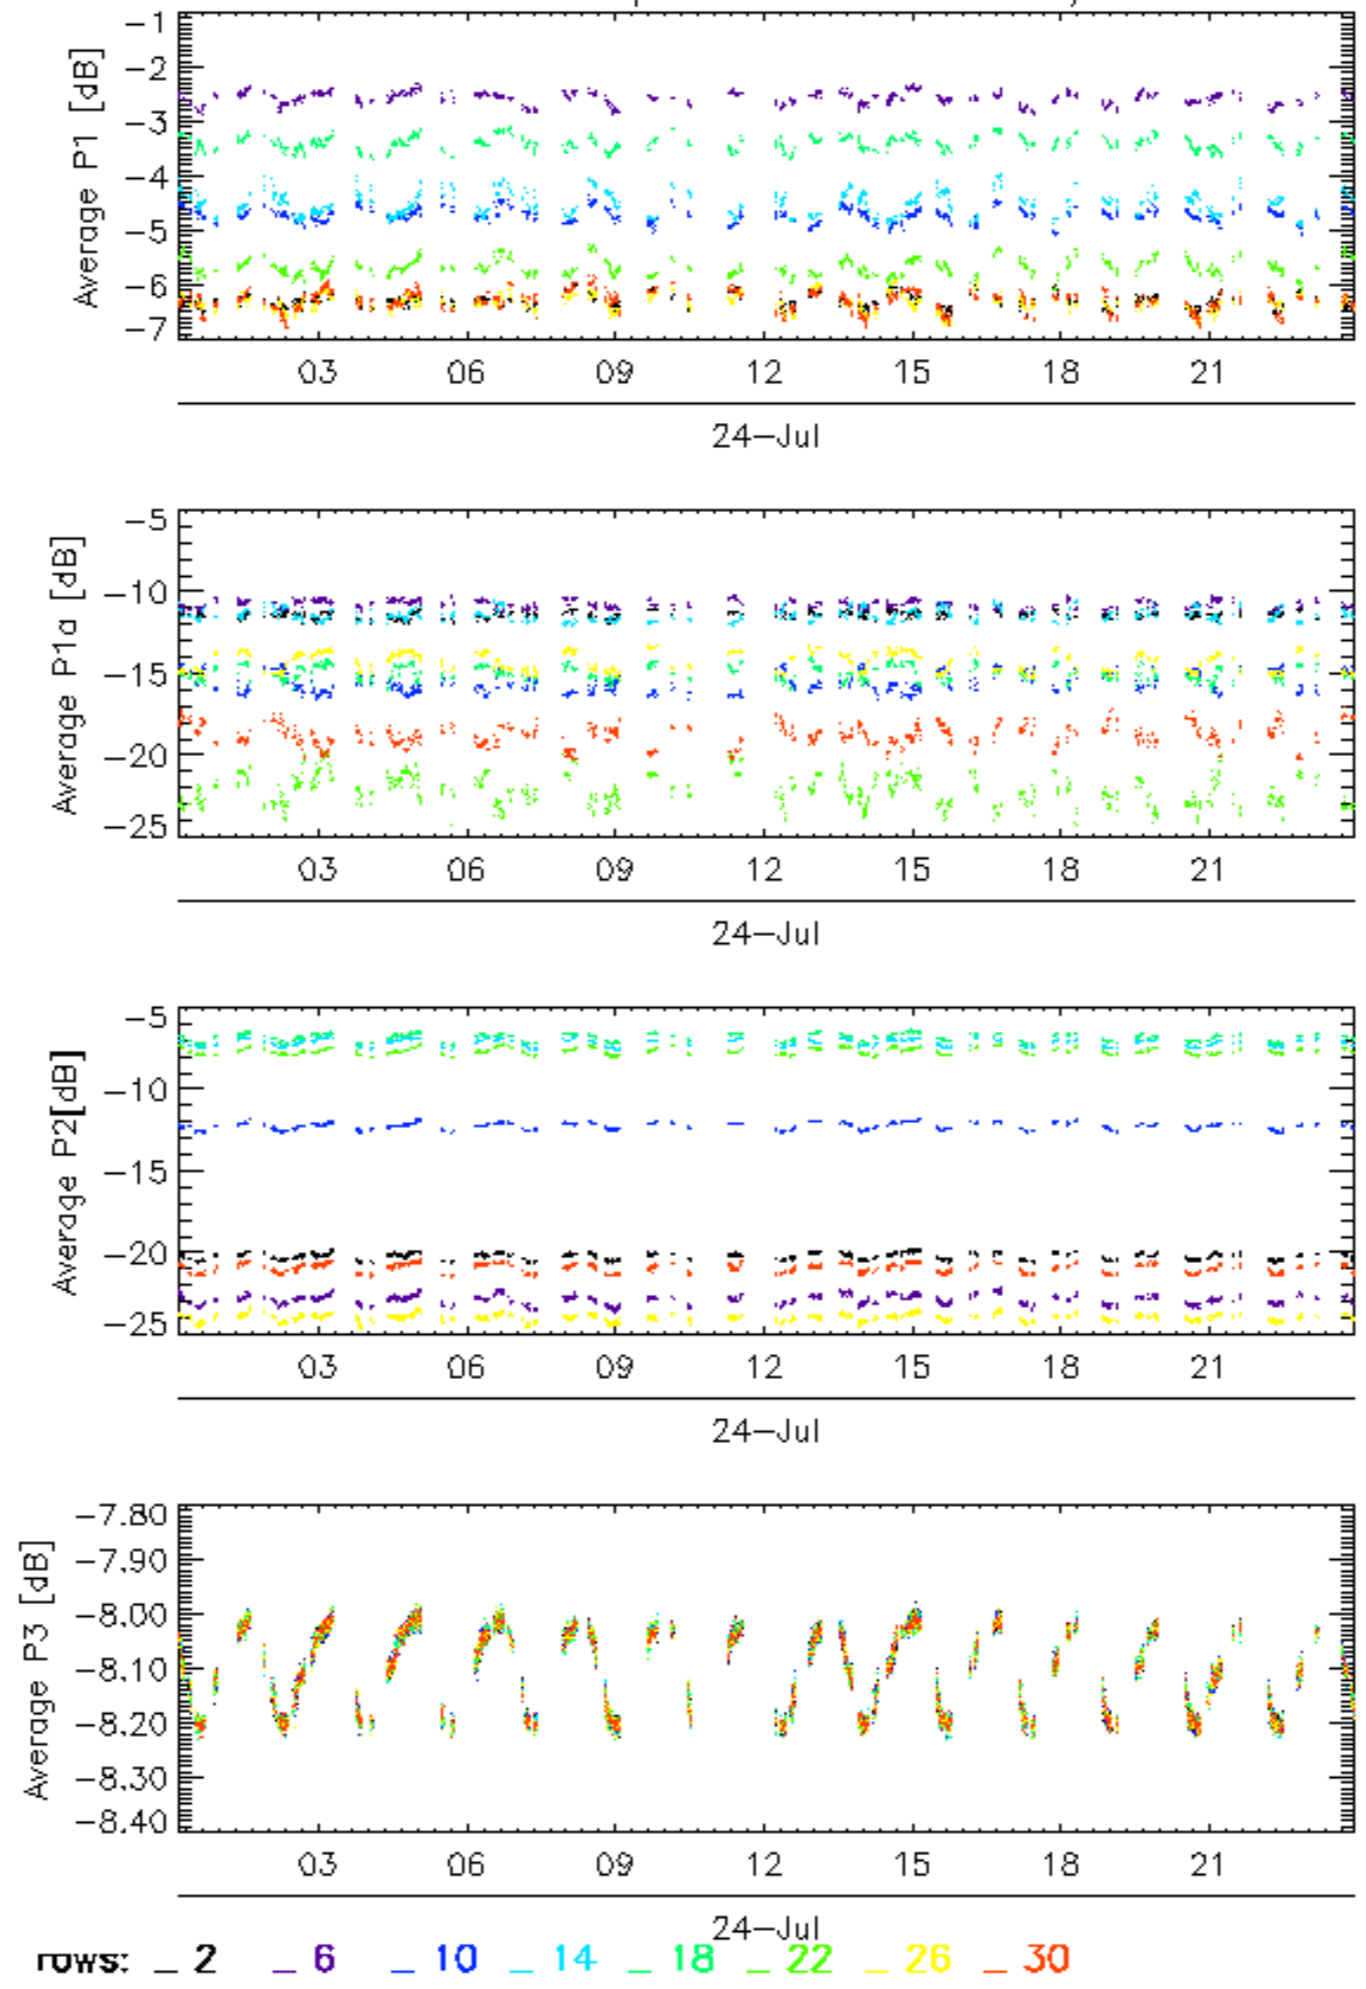 Average P1 [dB]
−1
−2
−3
−4
−5
−6
−7
03 06 09 12 15 18 21
24−Jul
Average P1a [dB]
−5
−10
−15
−20
−25
03 06 09 12 15 18 21
24−Jul
Average P2[dB]
−5
−10
−15
−20
−25
03 06 09 12 15 18 21
24−Jul
Average P3 [dB]
−7.80
−7.90
−8.00
−8.10
−8.20
−8.30
−8.40
03 06 09 12 15 18 21
24−Jul
rows: _ 2 _ 6 _ 10 _ 14 _ 18 _ 22 _ 26 _ 30